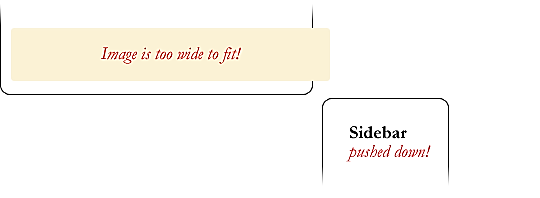 Image is too wide to fit!
Sidebar
pushed down!